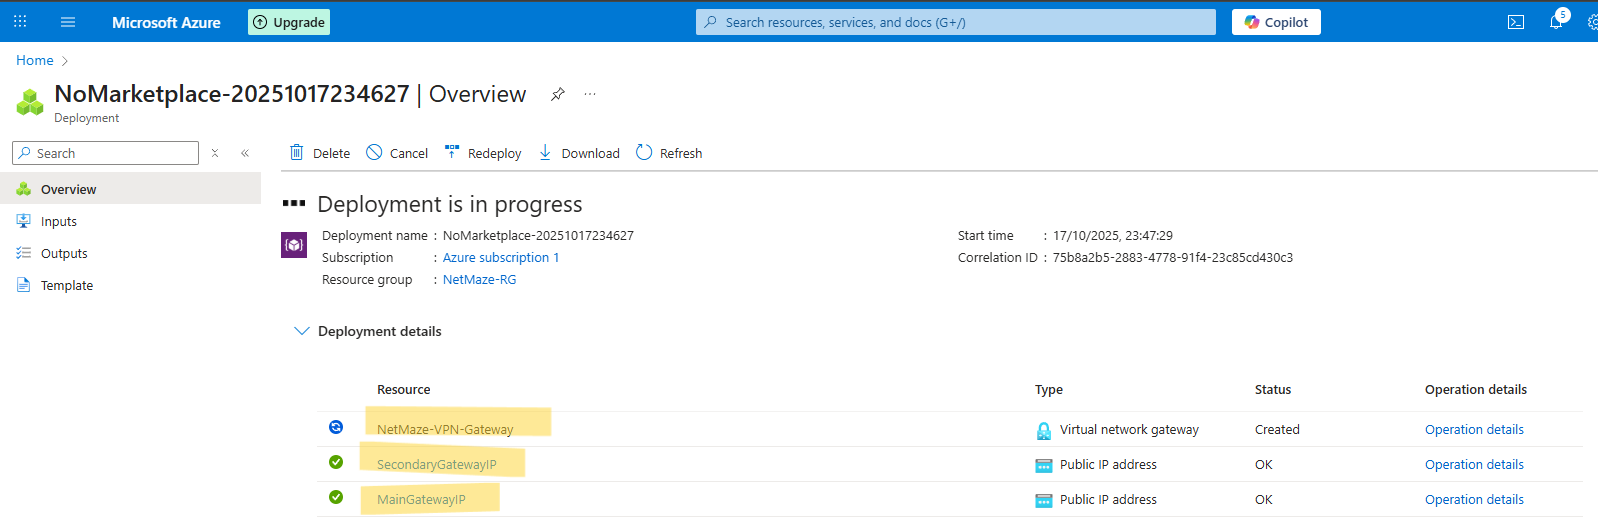 Microsoft Azure
Upgrade
Search resources, services, and docs (G+/)
Copilot
5
Home
NoMarketplace-20251017234627 | Overview
Deployment
Search
Delete
Cancel
Redeploy
Download
Refresh
Overview
Inputs
Outputs
Template
Deployment is in progress
Deployment name : NoMarketplace-20251017234627
Subscription : Azure subscription 1
Resource group : NetMaze-RG
Start time : 17/10/2025, 23:47:29
Correlation ID : 75b8a2b5-2883-4778-91f4-23c85cd430c3
Deployment details
Resource Type Status Operation details
NetMaze-VPN-Gateway Virtual network gateway Created Operation details
SecondaryGatewayIP Public IP address OK Operation details
MainGatewayIP Public IP address OK Operation details